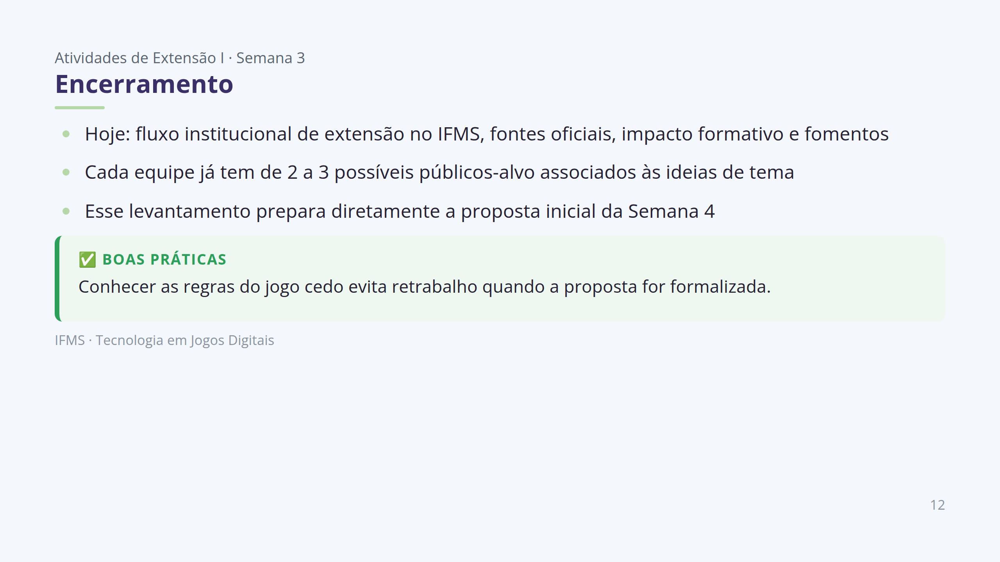 Atividades de Extensão I · Semana 3
Encerramento
Hoje: fluxo institucional de extensão no IFMS, fontes oficiais, impacto formativo e fomentos
Cada equipe já tem de 2 a 3 possíveis públicos-alvo associados às ideias de tema
Esse levantamento prepara diretamente a proposta inicial da Semana 4
✅ BOAS PRÁTICAS
Conhecer as regras do jogo cedo evita retrabalho quando a proposta for formalizada.
IFMS · Tecnologia em Jogos Digitais
12